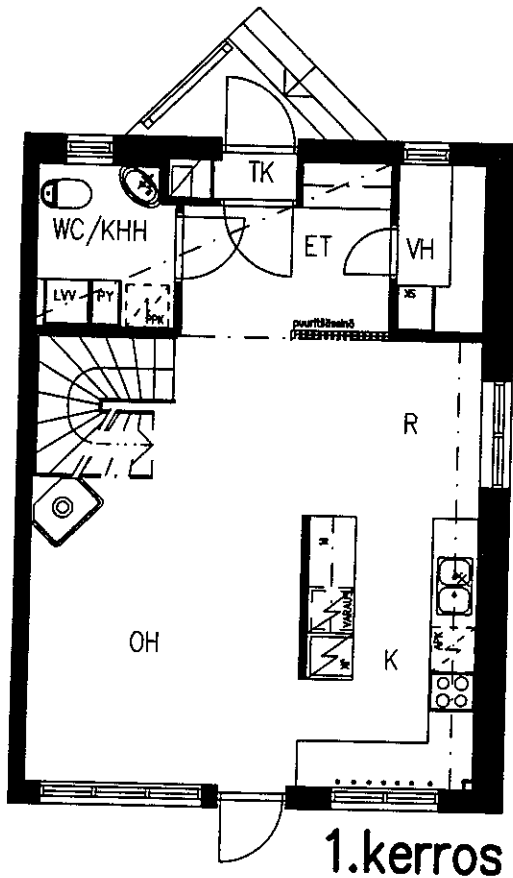 TK
WC/KHH
ET
VH
LVV
PY
PPK
puuritiläseinä
R
VARAUS
OH
K
APK
1.kerros